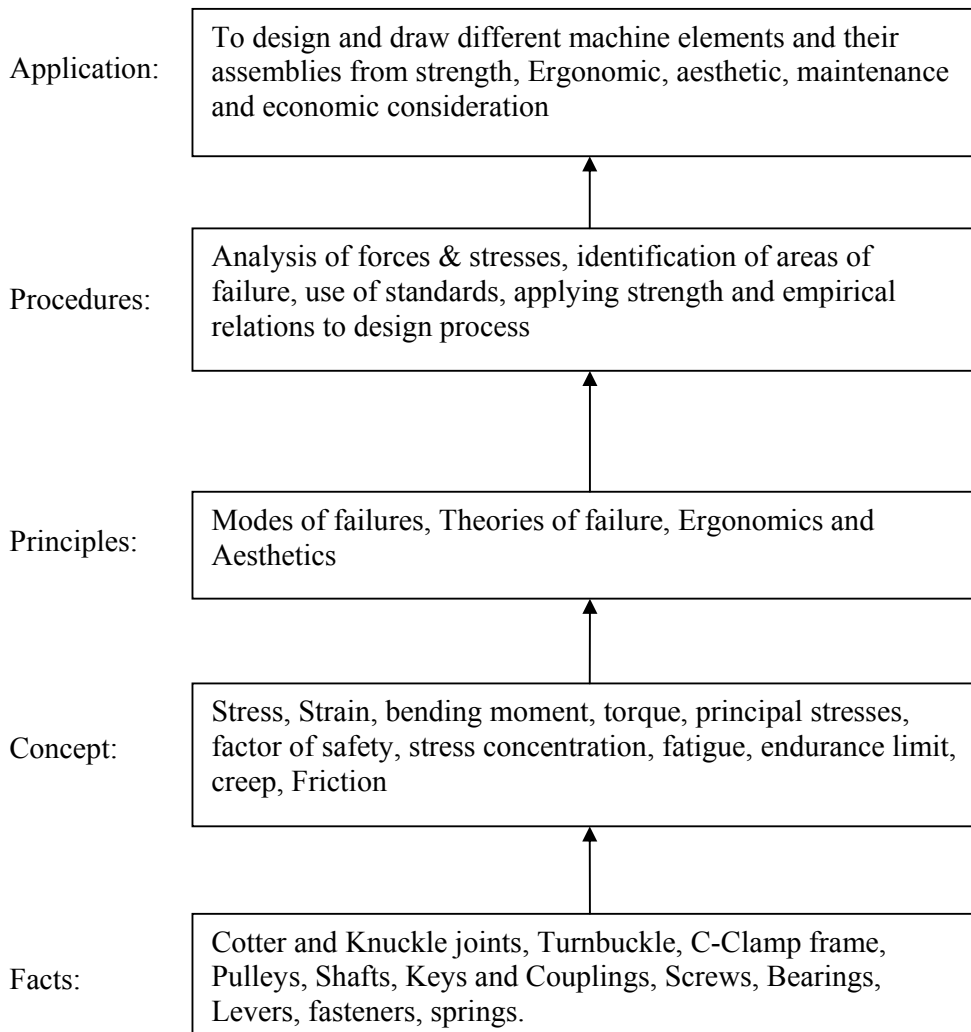 Application:
To design and draw different machine elements and their
assemblies from strength, Ergonomic, aesthetic, maintenance
and economic consideration
Procedures:
Analysis of forces & stresses, identification of areas of
failure, use of standards, applying strength and empirical
relations to design process
Principles:
Modes of failures, Theories of failure, Ergonomics and
Aesthetics
Concept:
Stress, Strain, bending moment, torque, principal stresses,
factor of safety, stress concentration, fatigue, endurance limit,
creep, Friction
Facts:
Cotter and Knuckle joints, Turnbuckle, C-Clamp frame,
Pulleys, Shafts, Keys and Couplings, Screws, Bearings,
Levers, fasteners, springs.